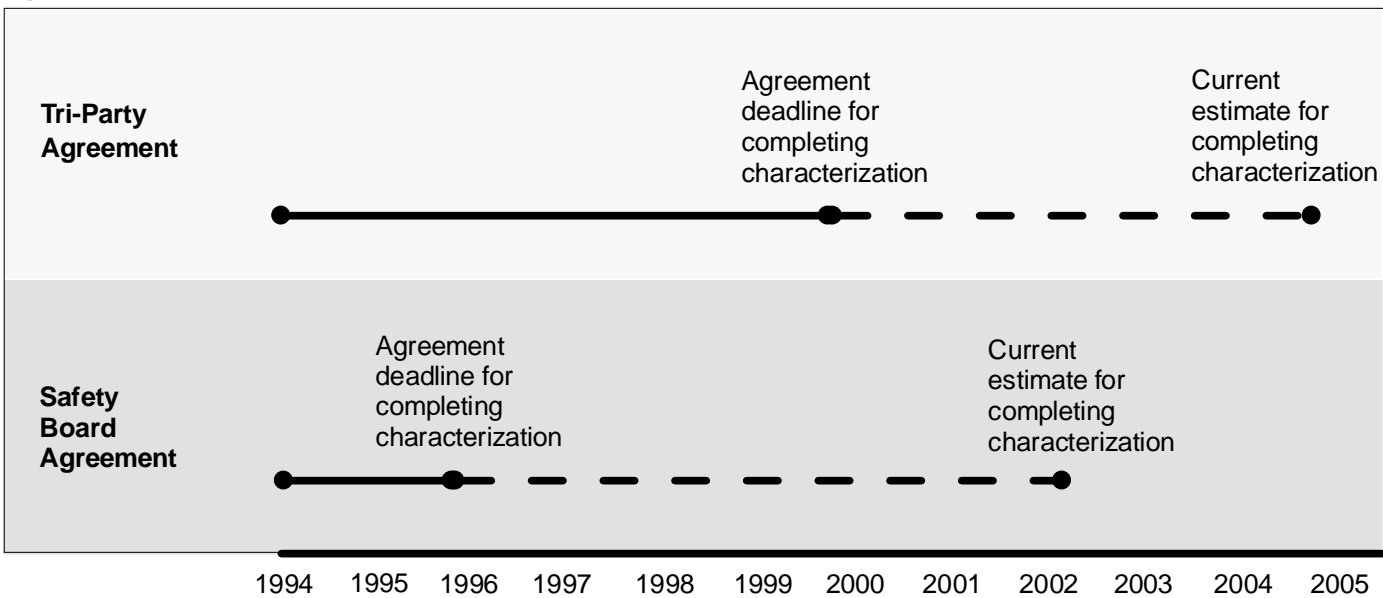 Tri-Party
Agreement
Agreement
deadline for
completing
characterization
Current
estimate for
completing
characterization
Safety
Board
Agreement
Agreement
deadline for
completing
characterization
Current
estimate for
completing
characterization
1994 1995 1996 1997 1998 1999 2000 2001 2002 2003 2004 2005